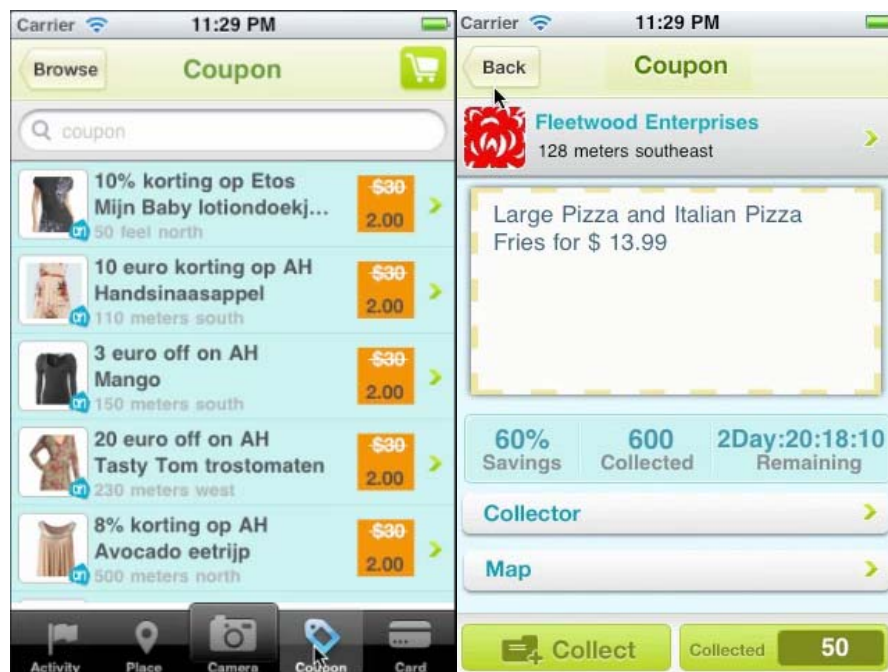 Carrier 11:29 PM
Browse Coupon
coupon
10% korting op Etos
Mijn Baby lotiondoekj...
50 feel north
$30
2.00
10 euro korting op AH
Handsinaasappel
110 meters south
$30
2.00
3 euro off on AH
Mango
150 meters south
$30
2.00
20 euro off on AH
Tasty Tom trostomaten
230 meters west
$30
2.00
8% korting op AH
Avocado eetrijp
500 meters north
$30
2.00
Activity Place Camera Coupon Card
Carrier 11:29 PM
Back Coupon
Fleetwood Enterprises
128 meters southeast
Large Pizza and Italian Pizza
Fries for $ 13.99
60% 600 2Day:20:18:10
Savings Collected Remaining
Collector
Map
Collect Collected 50